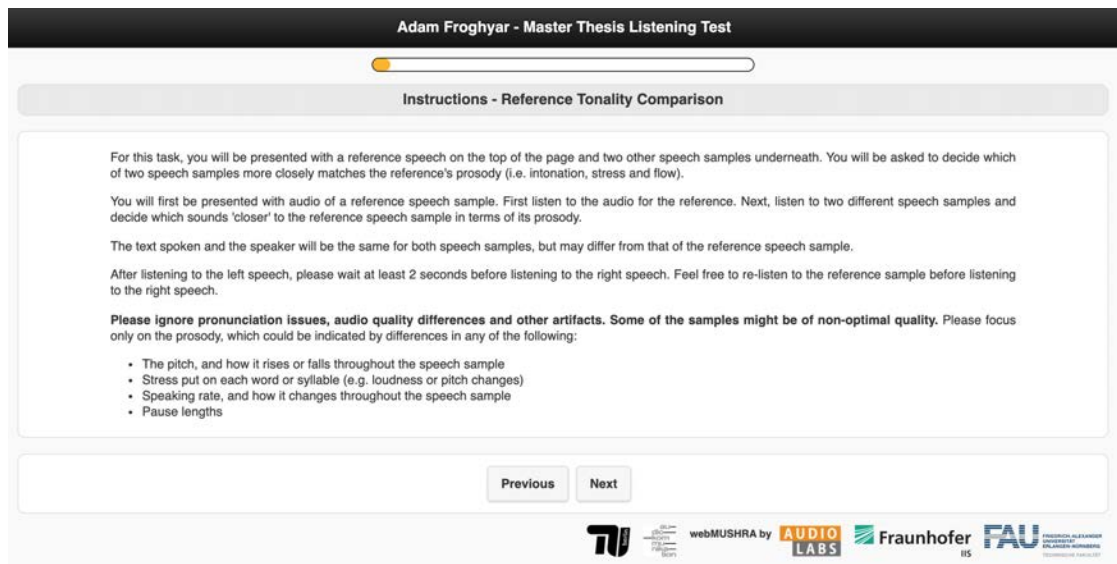 Adam Froghyar - Master Thesis Listening Test
Instructions - Reference Tonality Comparison
For this task, you will be presented with a reference speech on the top of the page and two other speech samples underneath. You will be asked to decide which
of two speech samples more closely matches the reference's prosody (i.e. intonation, stress and flow).
You will first be presented with audio of a reference speech sample. First listen to the audio for the reference. Next, listen to two different speech samples and
decide which sounds 'closer' to the reference speech sample in terms of its prosody.
The text spoken and the speaker will be the same for both speech samples, but may differ from that of the reference speech sample.
After listening to the left speech, please wait at least 2 seconds before listening to the right speech. Feel free to re-listen to the reference sample before listening
to the right speech.
Please ignore pronunciation issues, audio quality differences and other artifacts. Some of the samples might be of non-optimal quality. Please focus
only on the prosody, which could be indicated by differences in any of the following:
• The pitch, and how it rises or falls throughout the speech sample
• Stress put on each word or syllable (e.g. loudness or pitch changes)
• Speaking rate, and how it changes throughout the speech sample
• Pause lengths
Previous Next
webMUSHRA by AUDIO
LABS
Fraunhofer
IIS
FAU
FRIEDRICH-ALEXANDER
UNIVERSITÄT
ERLANGEN-NÜRNBERG